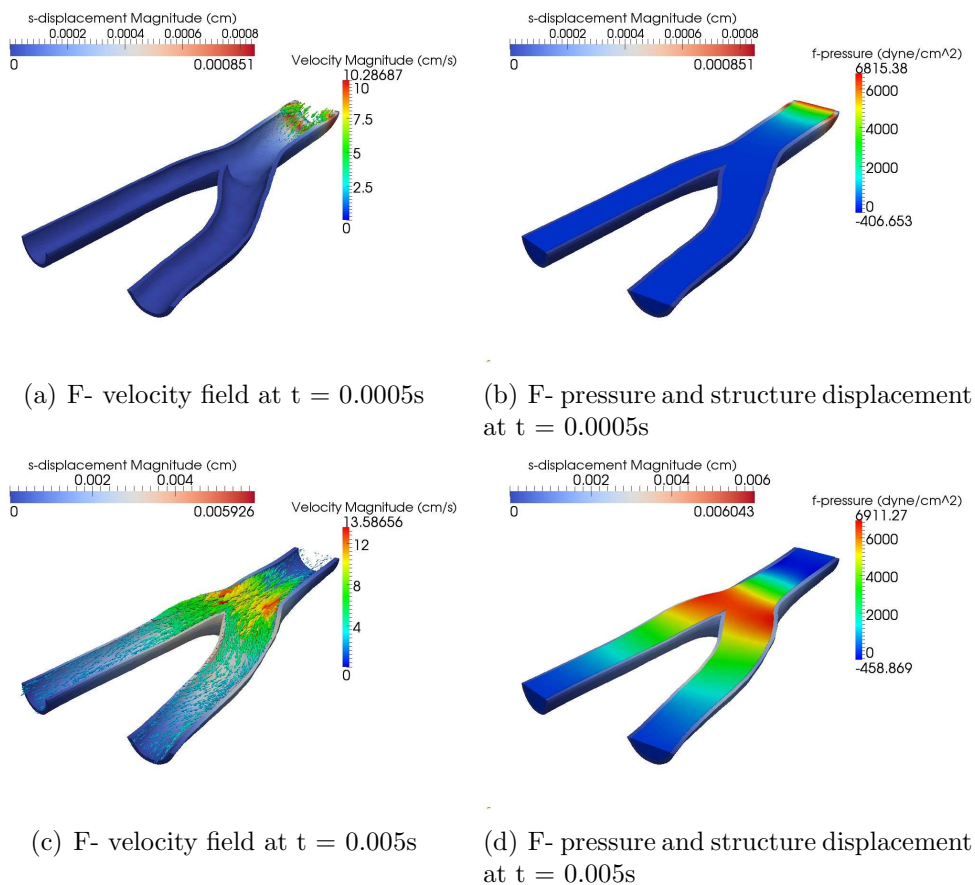 s-displacement Magnitude (cm)
0.0002 0.0004 0.0006 0.0008
0 0.000851
Velocity Magnitude (cm/s)
10.28687
10
7.5
5
2.5
0
s-displacement Magnitude (cm)
0.0002 0.0004 0.0006 0.0008
0 0.000851
f-pressure (dyne/cm^2)
6815.38
6000
4000
2000
0
-406.653
(a) F- velocity field at t = 0.0005s
(b) F- pressure and structure displacement
at t = 0.0005s
s-displacement Magnitude (cm)
0.002 0.004
0 0.005926
Velocity Magnitude (cm/s)
13.58656
12
8
4
0
s-displacement Magnitude (cm)
0.002 0.004 0.006
0 0.006043
f-pressure (dyne/cm^2)
6911.27
6000
4000
2000
0
-458.869
(c) F- velocity field at t = 0.005s
(d) F- pressure and structure displacement
at t = 0.005s